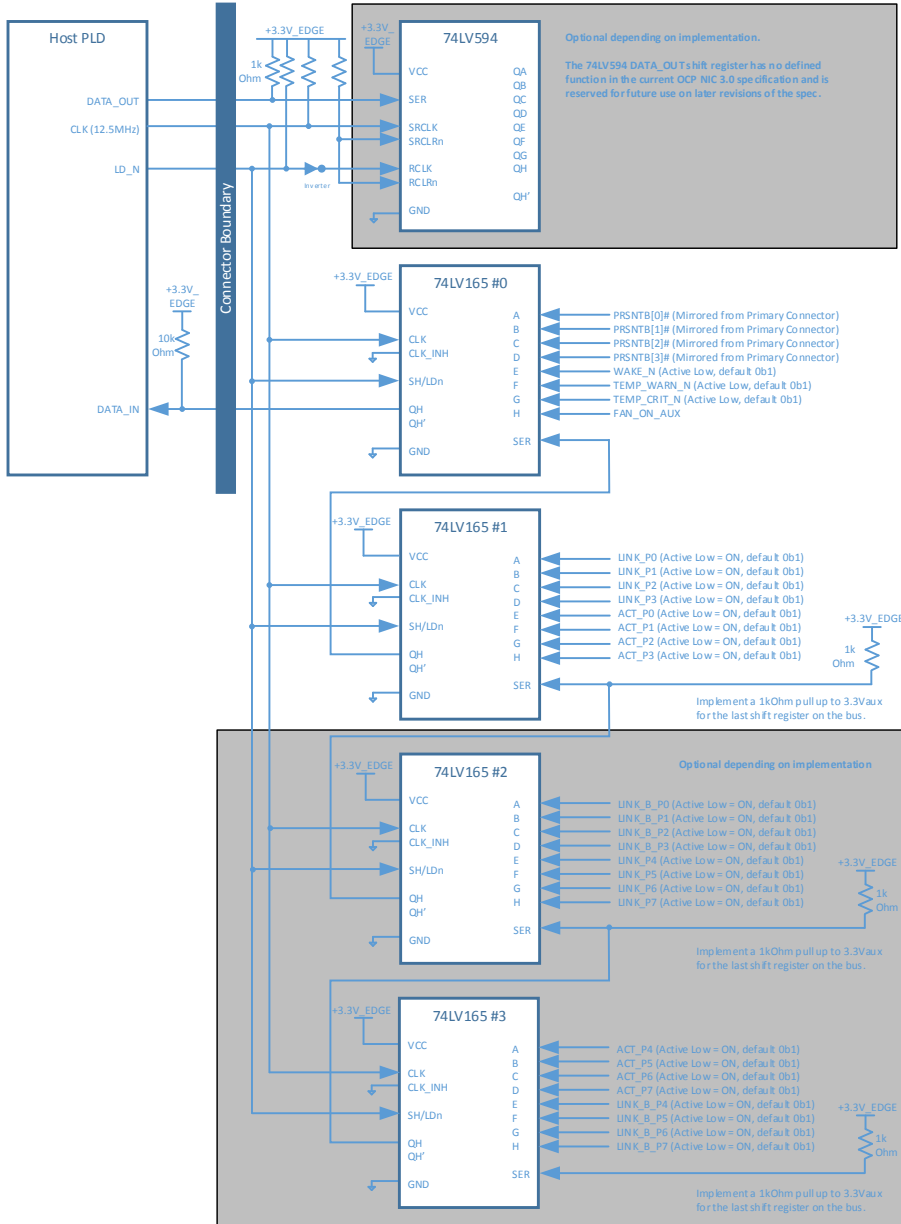 Host PLD
DATA_OUT
CLK (12.5MHz)
LD_N
+3.3V_
EDGE
10k
Ohm
DATA_IN
Connector Boundary
+3.3V_EDGE
1k
Ohm
Inverter
+3.3V_
EDGE
74LV594
VCC
SER
SRCLK
SRCLRn
RCLK
RCLRn
GND
QA
QB
QC
QD
QE
QF
QG
QH
QH'
Optional depending on implementation.
The 74LV594 DATA_OUT shift register has no defined
function in the current OCP NIC 3.0 specification and is
reserved for future use on later revisions of the spec.
+3.3V_EDGE
74LV165 #0
VCC
CLK
CLK_INH
SH/LDn
QH
QH'
GND
A
B
C
D
E
F
G
H
SER
PRSNTB[0]# (Mirrored from Primary Connector)
PRSNTB[1]# (Mirrored from Primary Connector)
PRSNTB[2]# (Mirrored from Primary Connector)
PRSNTB[3]# (Mirrored from Primary Connector)
WAKE_N (Active Low, default 0b1)
TEMP_WARN_N (Active Low, default 0b1)
TEMP_CRIT_N (Active Low, default 0b1)
FAN_ON_AUX
+3.3V_EDGE
74LV165 #1
VCC
CLK
CLK_INH
SH/LDn
QH
QH'
GND
A
B
C
D
E
F
G
H
SER
LINK_P0 (Active Low = ON, default 0b1)
LINK_P1 (Active Low = ON, default 0b1)
LINK_P2 (Active Low = ON, default 0b1)
LINK_P3 (Active Low = ON, default 0b1)
ACT_P0 (Active Low = ON, default 0b1)
ACT_P1 (Active Low = ON, default 0b1)
ACT_P2 (Active Low = ON, default 0b1)
ACT_P3 (Active Low = ON, default 0b1)
+3.3V_EDGE
1k
Ohm
Implement a 1kOhm pull up to 3.3Vaux
for the last shift register on the bus.
Optional depending on implementation
+3.3V_EDGE
74LV165 #2
VCC
CLK
CLK_INH
SH/LDn
QH
QH'
GND
A
B
C
D
E
F
G
H
SER
LINK_B_P0 (Active Low = ON, default 0b1)
LINK_B_P1 (Active Low = ON, default 0b1)
LINK_B_P2 (Active Low = ON, default 0b1)
LINK_B_P3 (Active Low = ON, default 0b1)
LINK_P4 (Active Low = ON, default 0b1)
LINK_P5 (Active Low = ON, default 0b1)
LINK_P6 (Active Low = ON, default 0b1)
LINK_P7 (Active Low = ON, default 0b1)
+3.3V_EDGE
1k
Ohm
Implement a 1kOhm pull up to 3.3Vaux
for the last shift register on the bus.
+3.3V_EDGE
74LV165 #3
VCC
CLK
CLK_INH
SH/LDn
QH
QH'
GND
A
B
C
D
E
F
G
H
SER
ACT_P4 (Active Low = ON, default 0b1)
ACT_P5 (Active Low = ON, default 0b1)
ACT_P6 (Active Low = ON, default 0b1)
ACT_P7 (Active Low = ON, default 0b1)
LINK_B_P4 (Active Low = ON, default 0b1)
LINK_B_P5 (Active Low = ON, default 0b1)
LINK_B_P6 (Active Low = ON, default 0b1)
LINK_B_P7 (Active Low = ON, default 0b1)
+3.3V_EDGE
1k
Ohm
Implement a 1kOhm pull up to 3.3Vaux
for the last shift register on the bus.